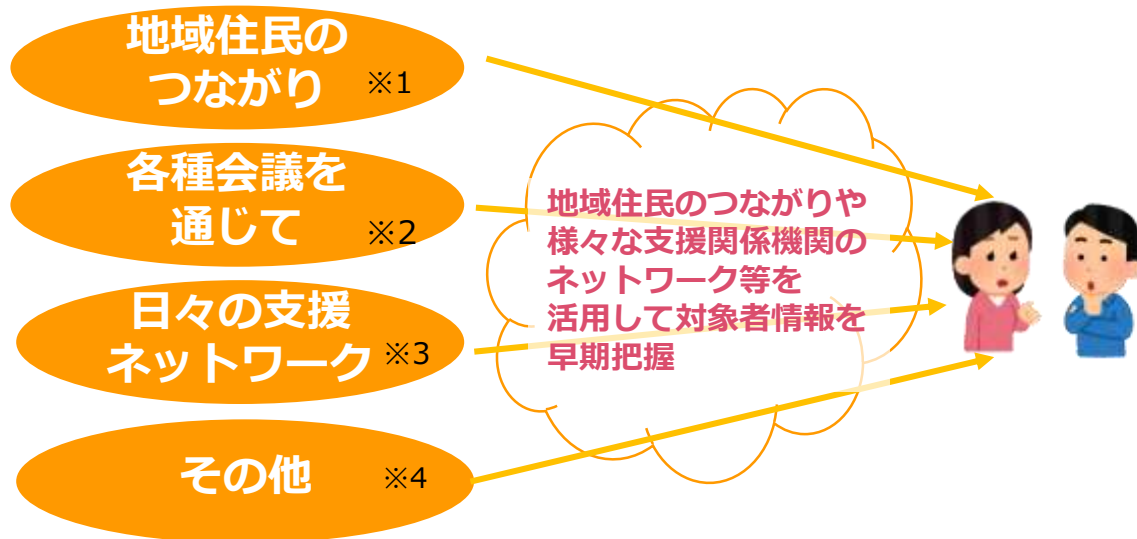 地域住民の
つながり ※1
各種会議を
通じて ※2
日々の支援
ネットワーク ※3
その他 ※4
地域住民のつながりや
様々な支援関係機関の
ネットワーク等を
活用して対象者情報を
早期把握